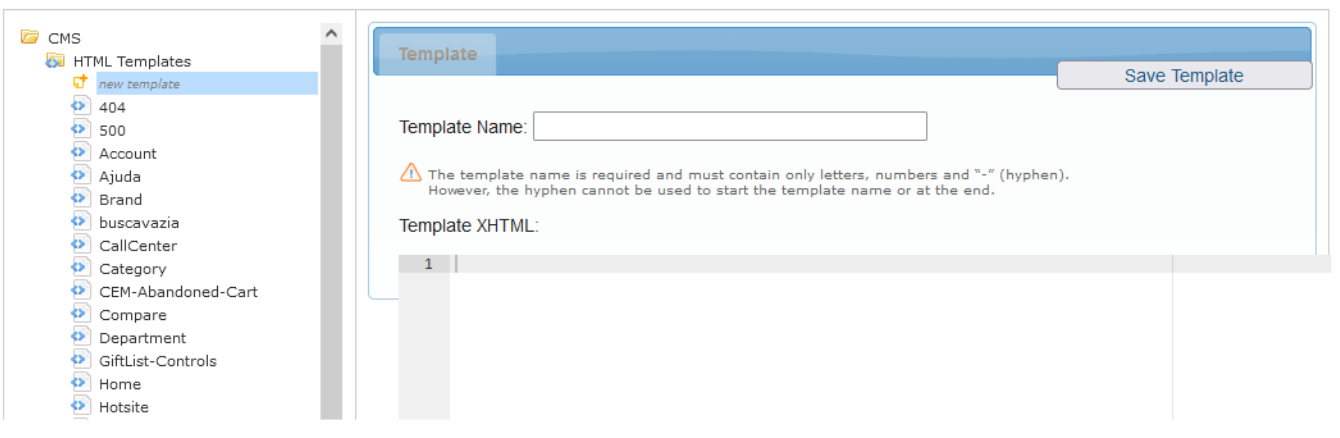 CMS
HTML Templates
new template
404
500
Account
Ajuda
Brand
buscavazia
CallCenter
Category
CEM-Abandoned-Cart
Compare
Department
GiftList-Controls
Home
Hotsite
Template
Save Template
Template Name:
The template name is required and must contain only letters, numbers and “-” (hyphen).
However, the hyphen cannot be used to start the template name or at the end.
Template XHTML:
1